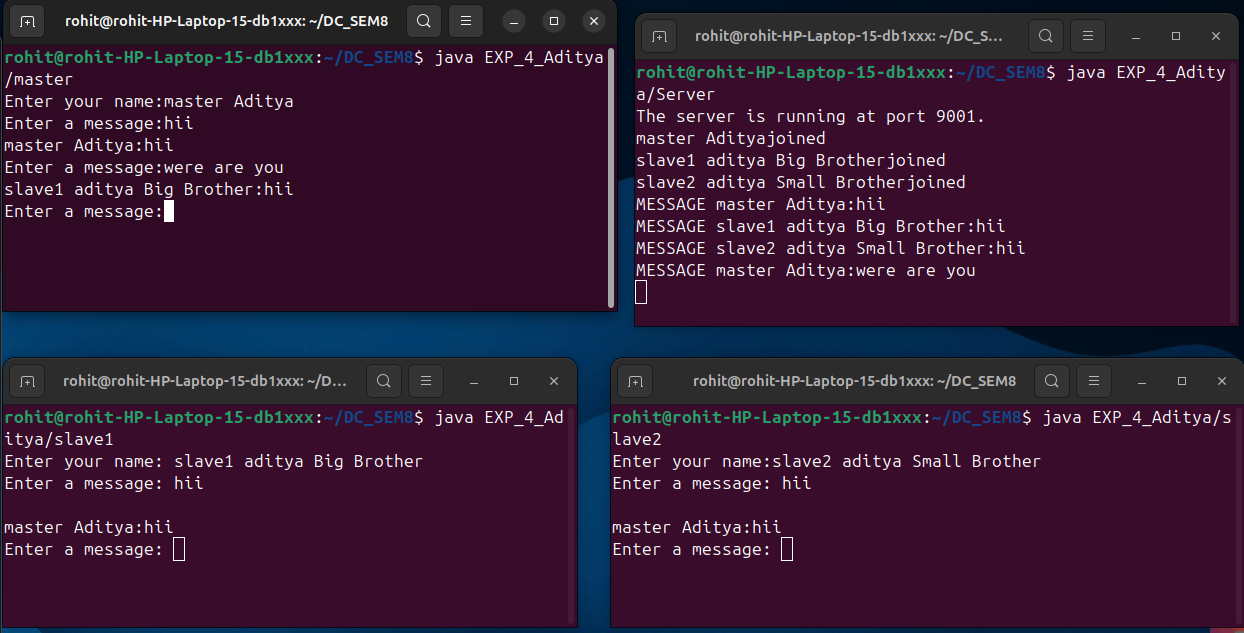 rohit@rohit-HP-Laptop-15-db1xxx: ~/DC_SEM8
rohit@rohit-HP-Laptop-15-db1xxx:~/DC_SEM8$ java EXP_4_Aditya
/master
Enter your name:master Aditya
Enter a message:hii
master Aditya:hii
Enter a message:were are you
slave1 aditya Big Brother:hii
Enter a message:
rohit@rohit-HP-Laptop-15-db1xxx: ~/DC_S...
rohit@rohit-HP-Laptop-15-db1xxx:~/DC_SEM8$ java EXP_4_Adity
a/Server
The server is running at port 9001.
master Adityajoined
slave1 aditya Big Brotherjoined
slave2 aditya Small Brotherjoined
MESSAGE master Aditya:hii
MESSAGE slave1 aditya Big Brother:hii
MESSAGE slave2 aditya Small Brother:hii
MESSAGE master Aditya:were are you
rohit@rohit-HP-Laptop-15-db1xxx: ~/D...
rohit@rohit-HP-Laptop-15-db1xxx:~/DC_SEM8$ java EXP_4_Ad
itya/slave1
Enter your name: slave1 aditya Big Brother
Enter a message: hii
master Aditya:hii
Enter a message:
rohit@rohit-HP-Laptop-15-db1xxx: ~/DC_SEM8
rohit@rohit-HP-Laptop-15-db1xxx:~/DC_SEM8$ java EXP_4_Aditya/s
lave2
Enter your name:slave2 aditya Small Brother
Enter a message: hii
master Aditya:hii
Enter a message: